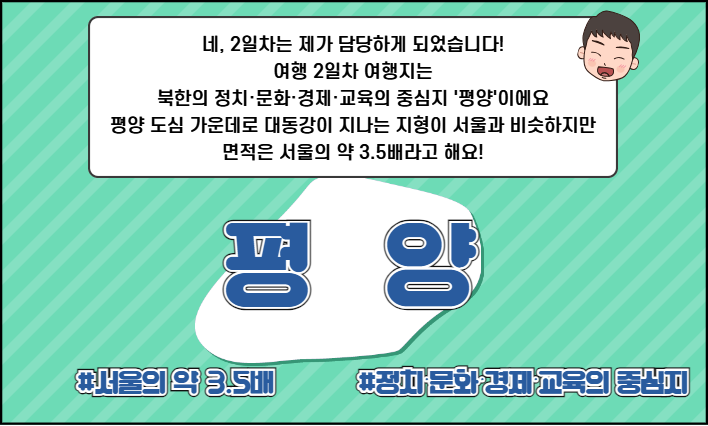 네, 2일차는 제가 담당하게 되었습니다!
여행 2일차 여행지는
북한의 정치·문화·경제·교육의 중심지 '평양'이에요
평양 도심 가운데로 대동강이 지나는 지형이 서울과 비슷하지만
면적은 서울의 약 3.5배라고 해요!
평 양
#서울의 약 3.5배 #정치·문화·경제·교육의 중심지